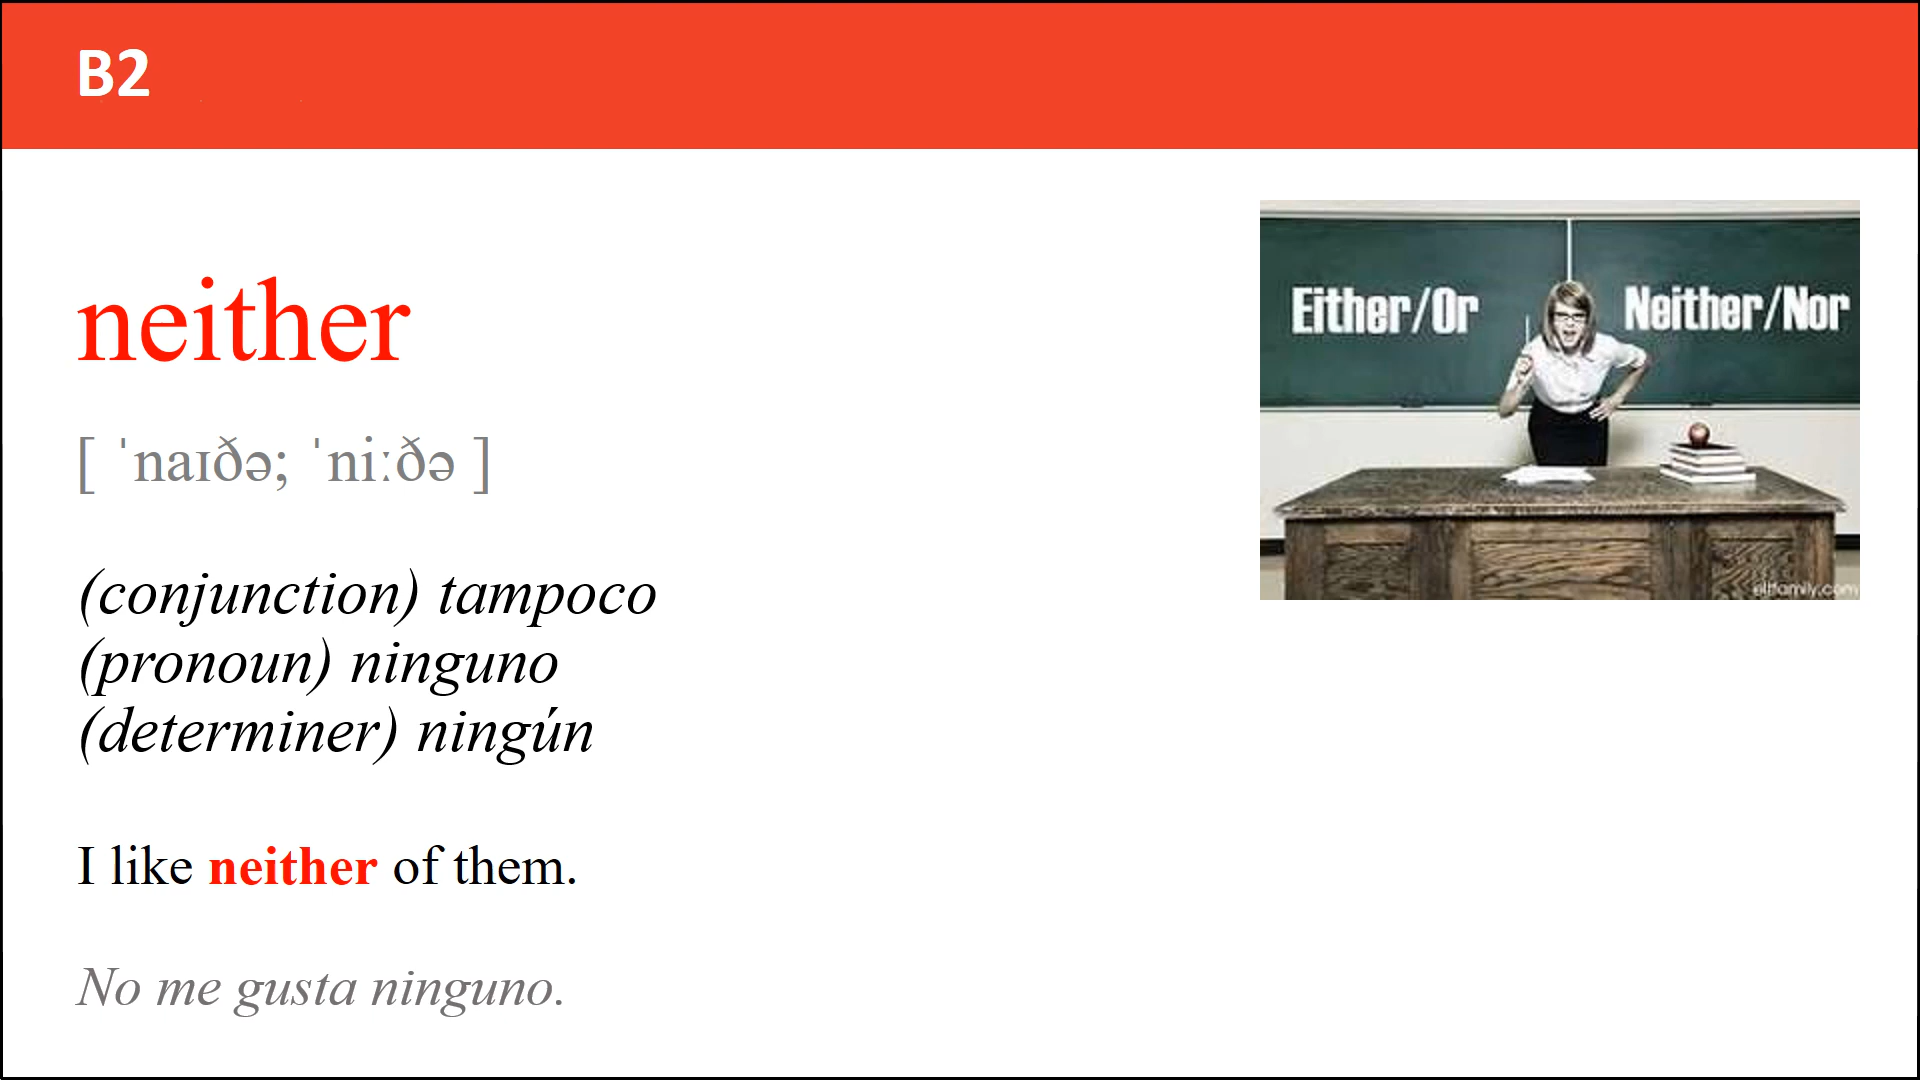 B2
neither
[ ˈnaɪðə; ˈniːðə ]
(conjunction) tampoco
(pronoun) ninguno
(determiner) ningún
I like neither of them.
No me gusta ninguno.
Either/Or
Neither/Nor